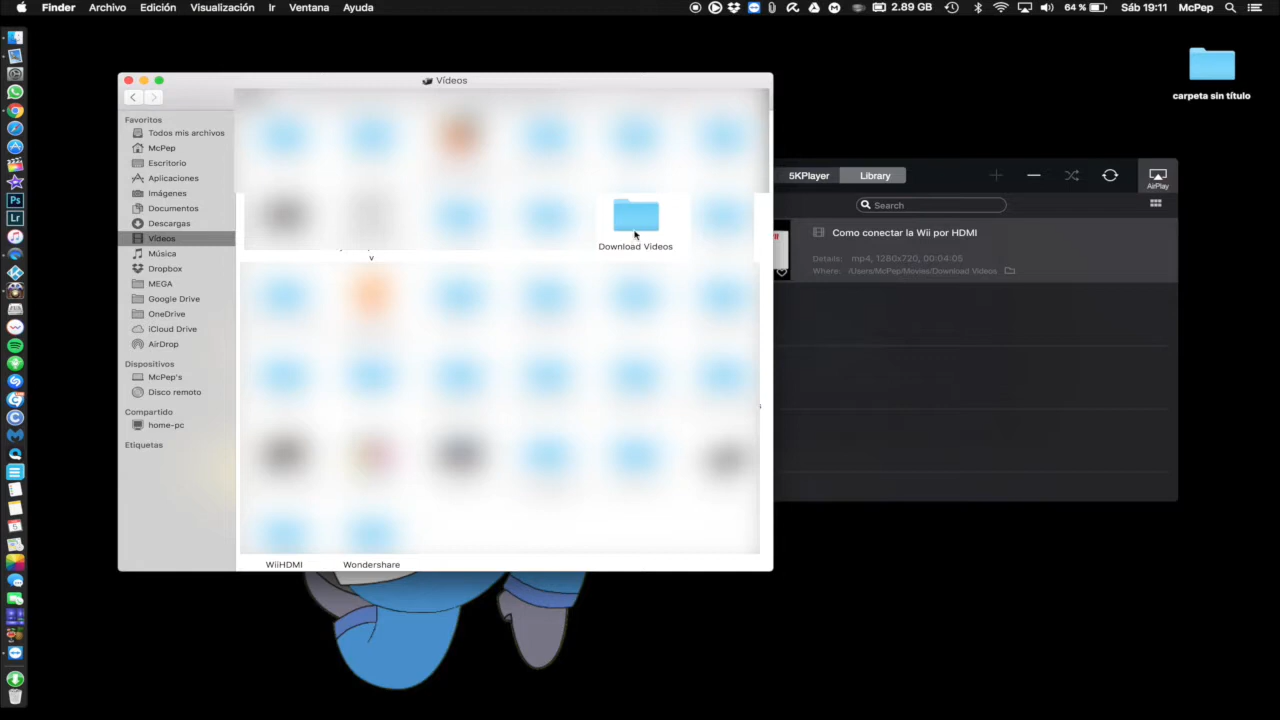 Finder Archivo Edición Visualización Ir Ventana Ayuda 2.89 GB 64 % Sáb 19:11 McPep
carpeta sin título
Vídeos
Favoritos
Todos mis archivos
McPep
Escritorio
Aplicaciones
Imágenes
Documentos
Descargas
Vídeos
Música
Dropbox
MEGA
Google Drive
OneDrive
iCloud Drive
AirDrop
Dispositivos
McPep's
Disco remoto
Compartido
home-pc
Etiquetas
Download Videos
v
WiiHDMI Wondershare
5KPlayer Library
AirPlay
Search
Como conectar la Wii por HDMI
Details: mp4, 1280x720, 00:04:05
Where: /Users/McPep/Movies/Download Videos
Ps
Lr